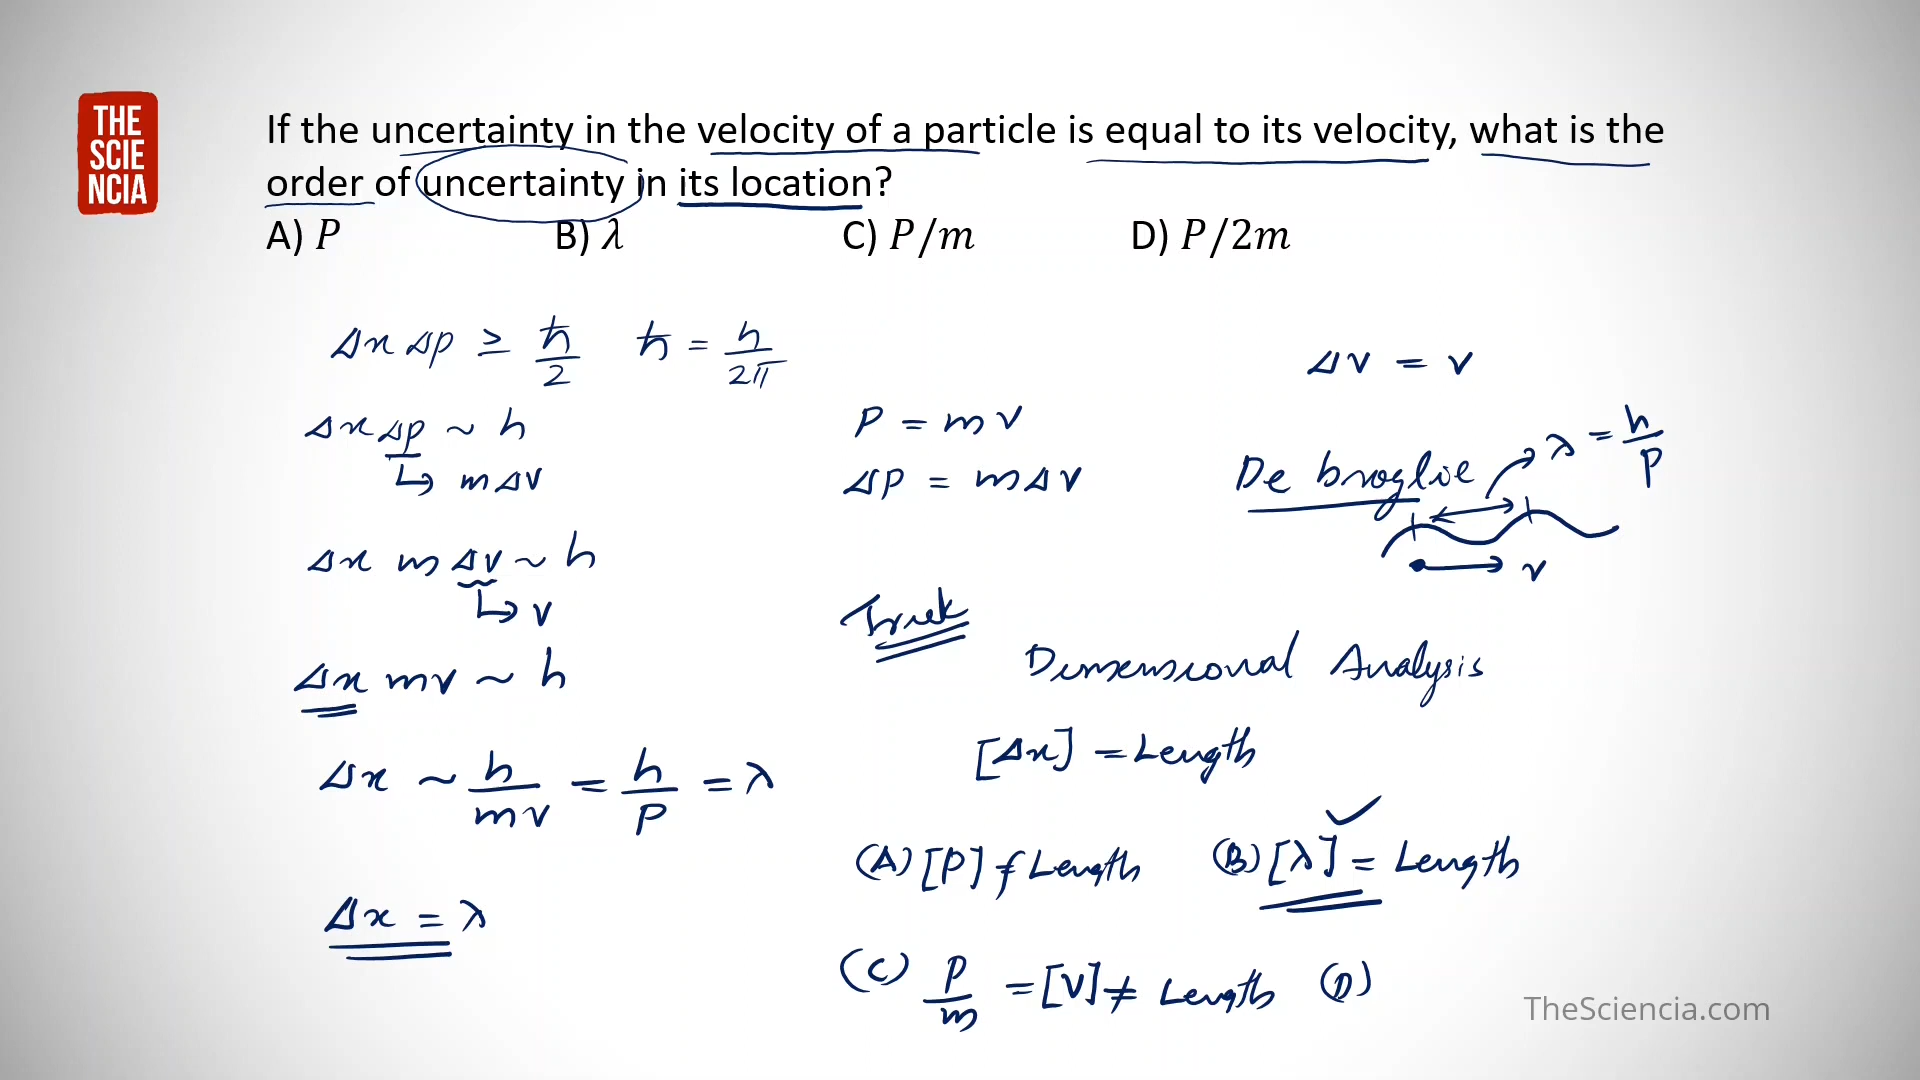 THE
SCIE
NCIA
If the uncertainty in the velocity of a particle is equal to its velocity, what is the
order of uncertainty in its location?
A) P B) λ C) P/m D) P/2m
Δx Δp ≥ ħ/2 ħ = h/2π
Δx Δp ~ h
↳ mΔv
Δx m Δv ~ h
↳ v
Δx mv ~ h
Δx ~ h/mv = h/P = λ
Δx = λ
P = mv
ΔP = mΔv
Δv = v
De broglie → λ = h/P
v
Trick
Dimensional Analysis
[Δx] = Length
(A) [P] ≠ Length (B) [λ] = Length ✓
(C) P/m = [v] ≠ Length (D)
TheSciencia.com